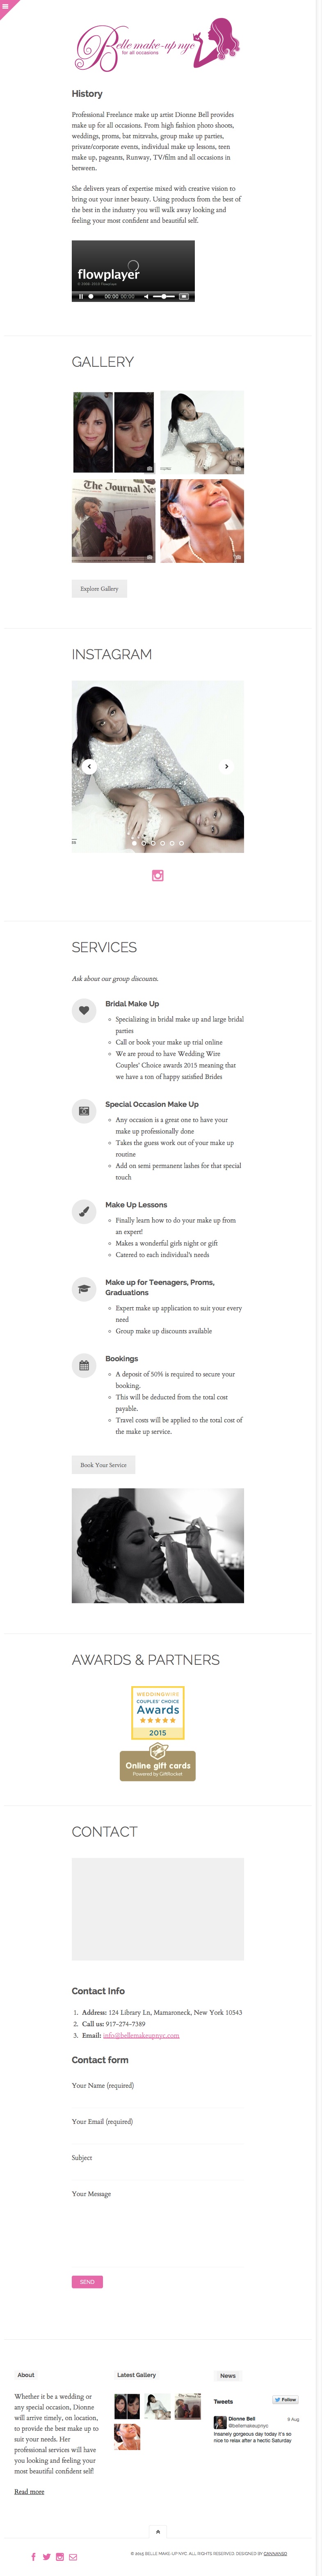 Belle make-up nyc
for all occasions
History
Professional Freelance make up artist Dionne Bell provides
make up for all occasions. From high fashion photo shoots,
weddings, proms, bat mitzvahs, group make up parties,
private/corporate events, individual make up lessons, teen
make up, pageants, Runway, TV/film and all occasions in
between.
She delivers years of expertise mixed with creative vision to
bring out your inner beauty. Using products from the best of
the best in the industry you will walk away looking and
feeling your most confident and beautiful self.
flowplayer
00:00 00:00
GALLERY
The Journal New
Explore Gallery
INSTAGRAM
SERVICES
Ask about our group discounts.
Bridal Make Up
Specializing in bridal make up and large bridal
parties
Call or book your make up trial online
We are proud to have Wedding Wire
Couples' Choice awards 2015 meaning that
we have a ton of happy satisfied Brides
Special Occasion Make Up
Any occasion is a great one to have your
make up professionally done
Takes the guess work out of your make up
routine
Add on semi permanent lashes for that special
touch
Make Up Lessons
Finally learn how to do your make up from
an expert!
Makes a wonderful girls night or gift
Catered to each individual's needs
Make up for Teenagers, Proms,
Graduations
Expert make up application to suit your every
need
Group make up discounts available
Bookings
A deposit of 50% is required to secure your
booking.
This will be deducted from the total cost
payable.
Travel costs will be applied to the total cost of
the make up service.
Book Your Service
AWARDS & PARTNERS
WEDDINGWIRE
COUPLES' CHOICE
AWARDS
2015
Online gift cards
Powered by GiftRocket
CONTACT
Contact Info
1. Address: 124 Library Ln, Mamaroneck, New York 10543
2. Call us: 917-274-7389
3. Email: info@bellemakeupnyc.com
Contact form
Your Name (required)
Your Email (required)
Subject
Your Message
SEND
About
Whether it be a wedding or
any special occasion, Dionne
will arrive timely, on location,
to provide the best make up to
suit your needs. Her
professional services will have
you looking and feeling your
most beautiful confident self!
Read more
Latest Gallery
News
Tweets
Follow
Dionne Bell
9 Aug
@bellemakeupnyc
Insanely gorgeous day today it's so
nice to relax after a hectic Saturday
© 2015 BELLE MAKE-UP NYC. ALL RIGHTS RESERVED. DESIGNED BY